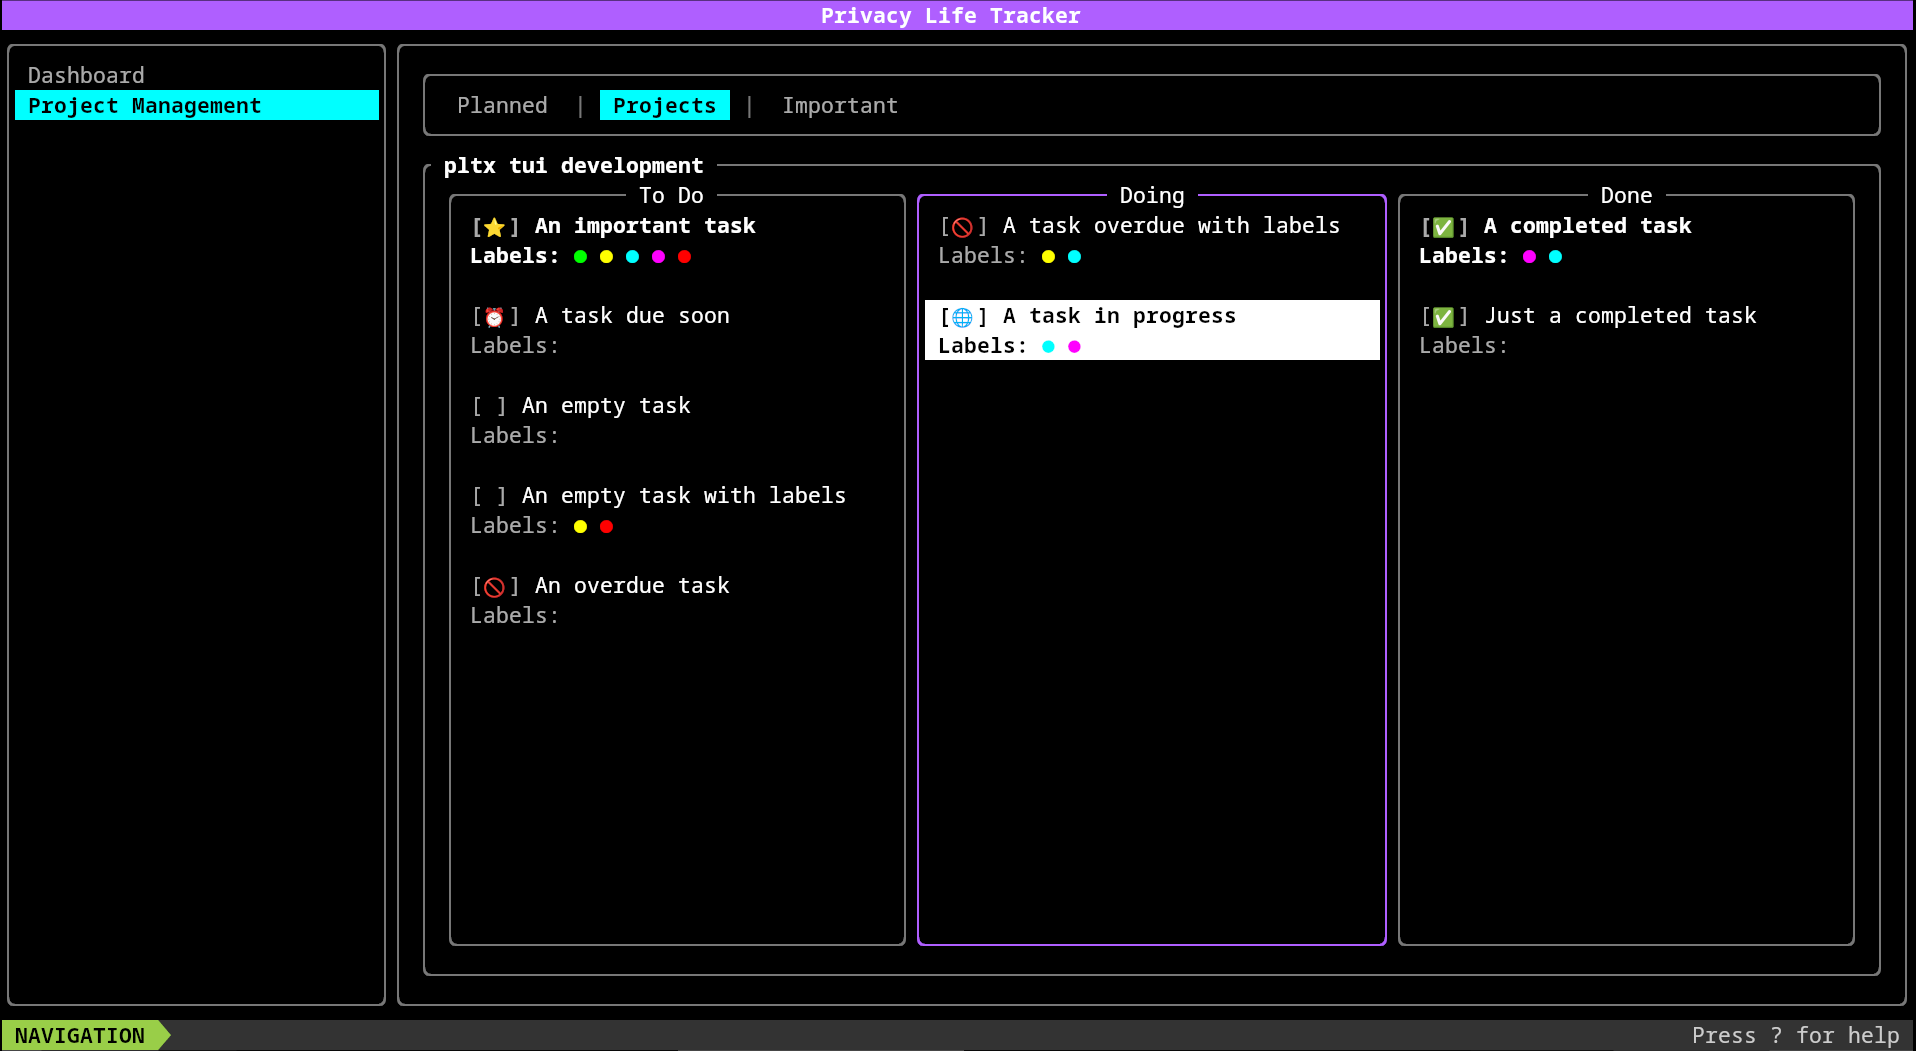 Privacy Life Tracker
Dashboard
Project Management
Planned | Projects | Important
pltx tui development
To Do
[⭐] An important task
Labels: ● ● ● ● ●
[⏰] A task due soon
Labels:
[ ] An empty task
Labels:
[ ] An empty task with labels
Labels: ● ●
[🚫] An overdue task
Labels:
Doing
[🚫] A task overdue with labels
Labels: ● ●
[🌐] A task in progress
Labels: ● ●
Done
[✅] A completed task
Labels: ● ●
[✅] Just a completed task
Labels:
NAVIGATION
Press ? for help